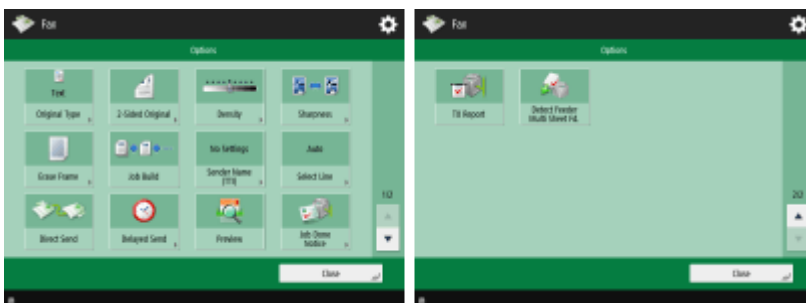 Fax
Options
Text
Original Type
2-Sided Original
Density
Sharpness
Erase Frame
Job Build
No Settings
Sender Name
(TTI)
Auto
Select Line
1/2
Direct Send
Delayed Send
Preview
Job Done
Notice
Close
Fax
Options
TX Report
Detect Feeder
Multi Sheet Fd.
2/2
Close